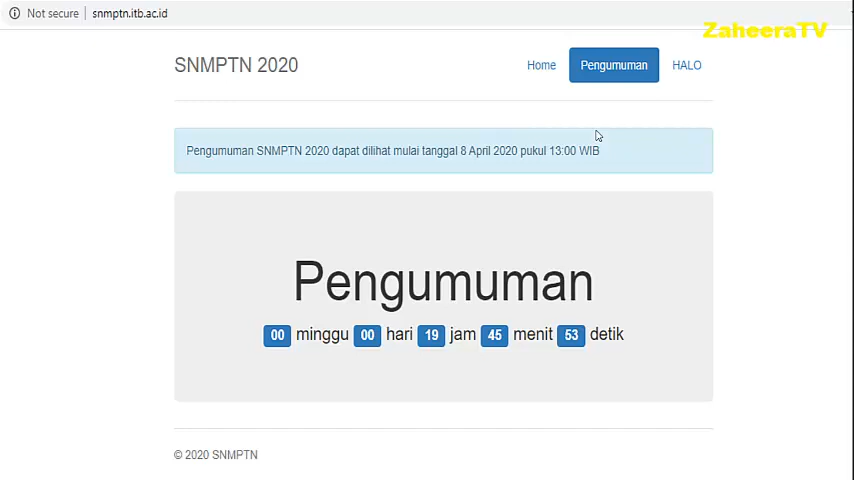 Not secure | snmptn.itb.ac.id
ZaheeraTV
SNMPTN 2020 Home Pengumuman HALO
Pengumuman SNMPTN 2020 dapat dilihat mulai tanggal 8 April 2020 pukul 13:00 WIB
Pengumuman
00 minggu 00 hari 19 jam 45 menit 53 detik
© 2020 SNMPTN